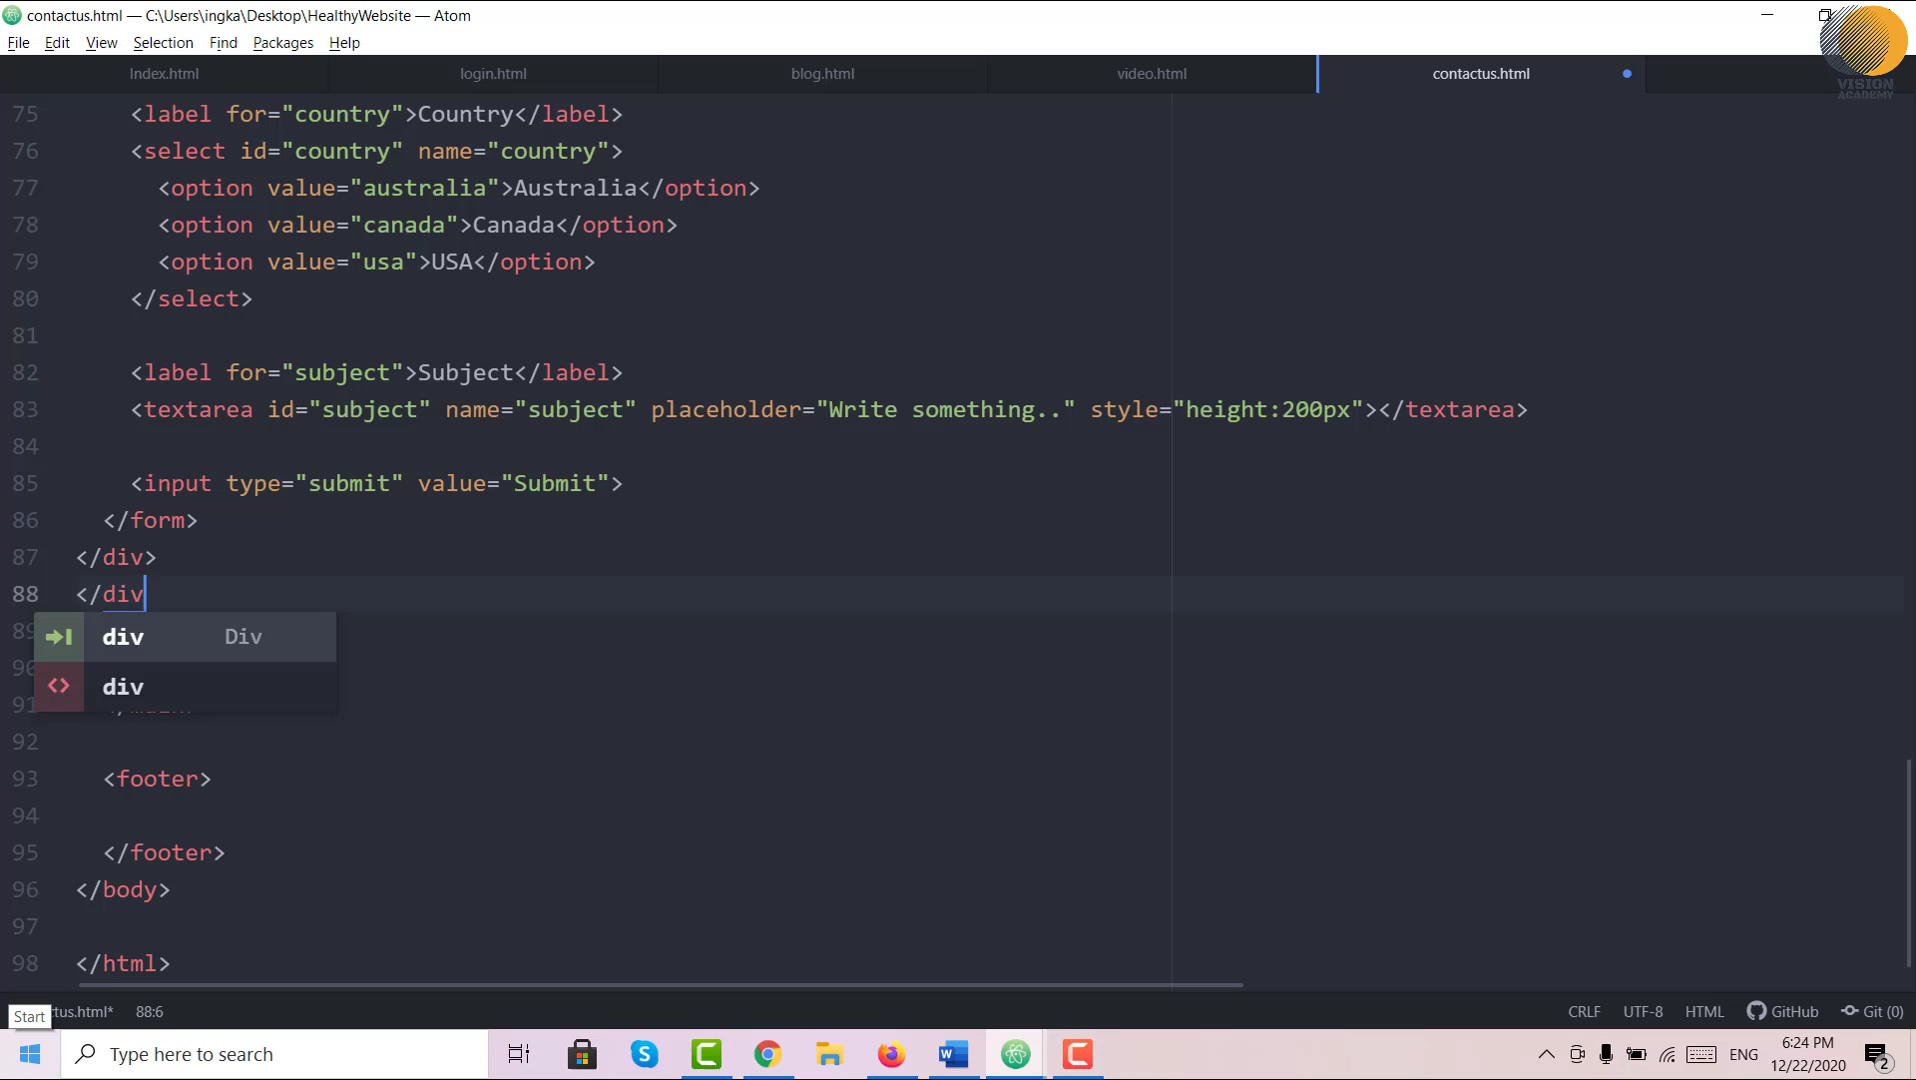 contactus.html — C:\Users\ingka\Desktop\HealthyWebsite — Atom
File Edit View Selection Find Packages Help
VISION
ACADEMY
Index.html login.html blog.html video.html contactus.html
75 <label for="country">Country</label>
76 <select id="country" name="country">
77 <option value="australia">Australia</option>
78 <option value="canada">Canada</option>
79 <option value="usa">USA</option>
80 </select>
81
82 <label for="subject">Subject</label>
83 <textarea id="subject" name="subject" placeholder="Write something.." style="height:200px"></textarea>
84
85 <input type="submit" value="Submit">
86 </form>
87 </div>
88 </div
div Div
div
92
93 <footer>
94
95 </footer>
96 </body>
97
98 </html>
Start
tus.html* 88:6 CRLF UTF-8 HTML GitHub Git (0)
Type here to search
ENG
6:24 PM
12/22/2020
2